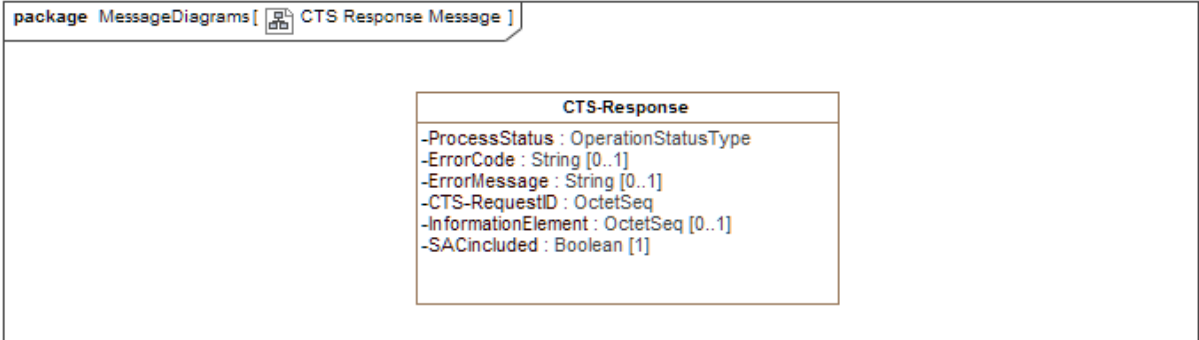 package MessageDiagrams [ CTS Response Message ]
CTS-Response
-ProcessStatus : OperationStatusType
-ErrorCode : String [0..1]
-ErrorMessage : String [0..1]
-CTS-RequestID : OctetSeq
-InformationElement : OctetSeq [0..1]
-SACincluded : Boolean [1]